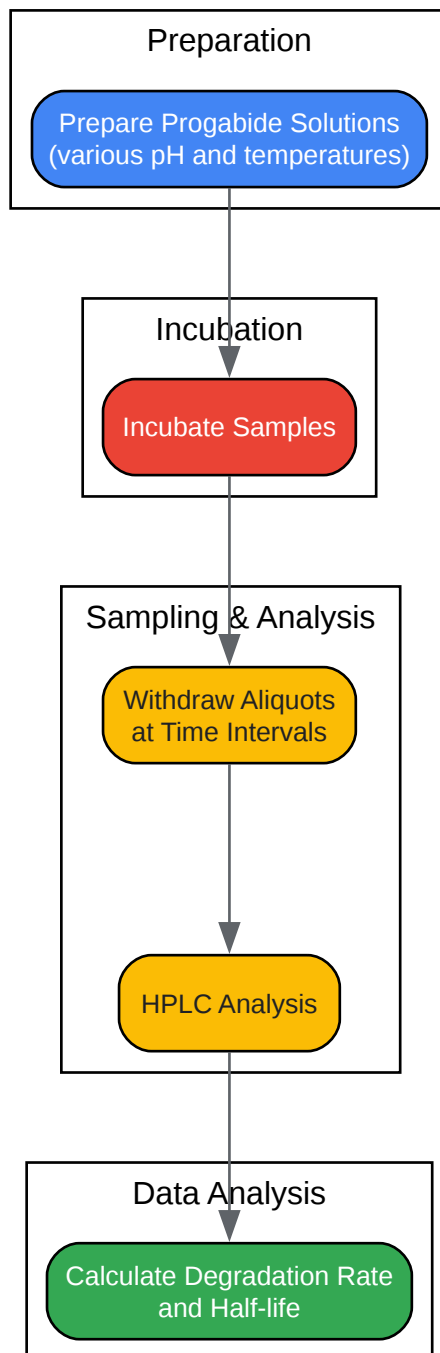 Preparation
Prepare Progabide Solutions
(various pH and temperatures)
Incubation
Incubate Samples
Sampling & Analysis
Withdraw Aliquots
at Time Intervals
HPLC Analysis
Data Analysis
Calculate Degradation Rate
and Half-life